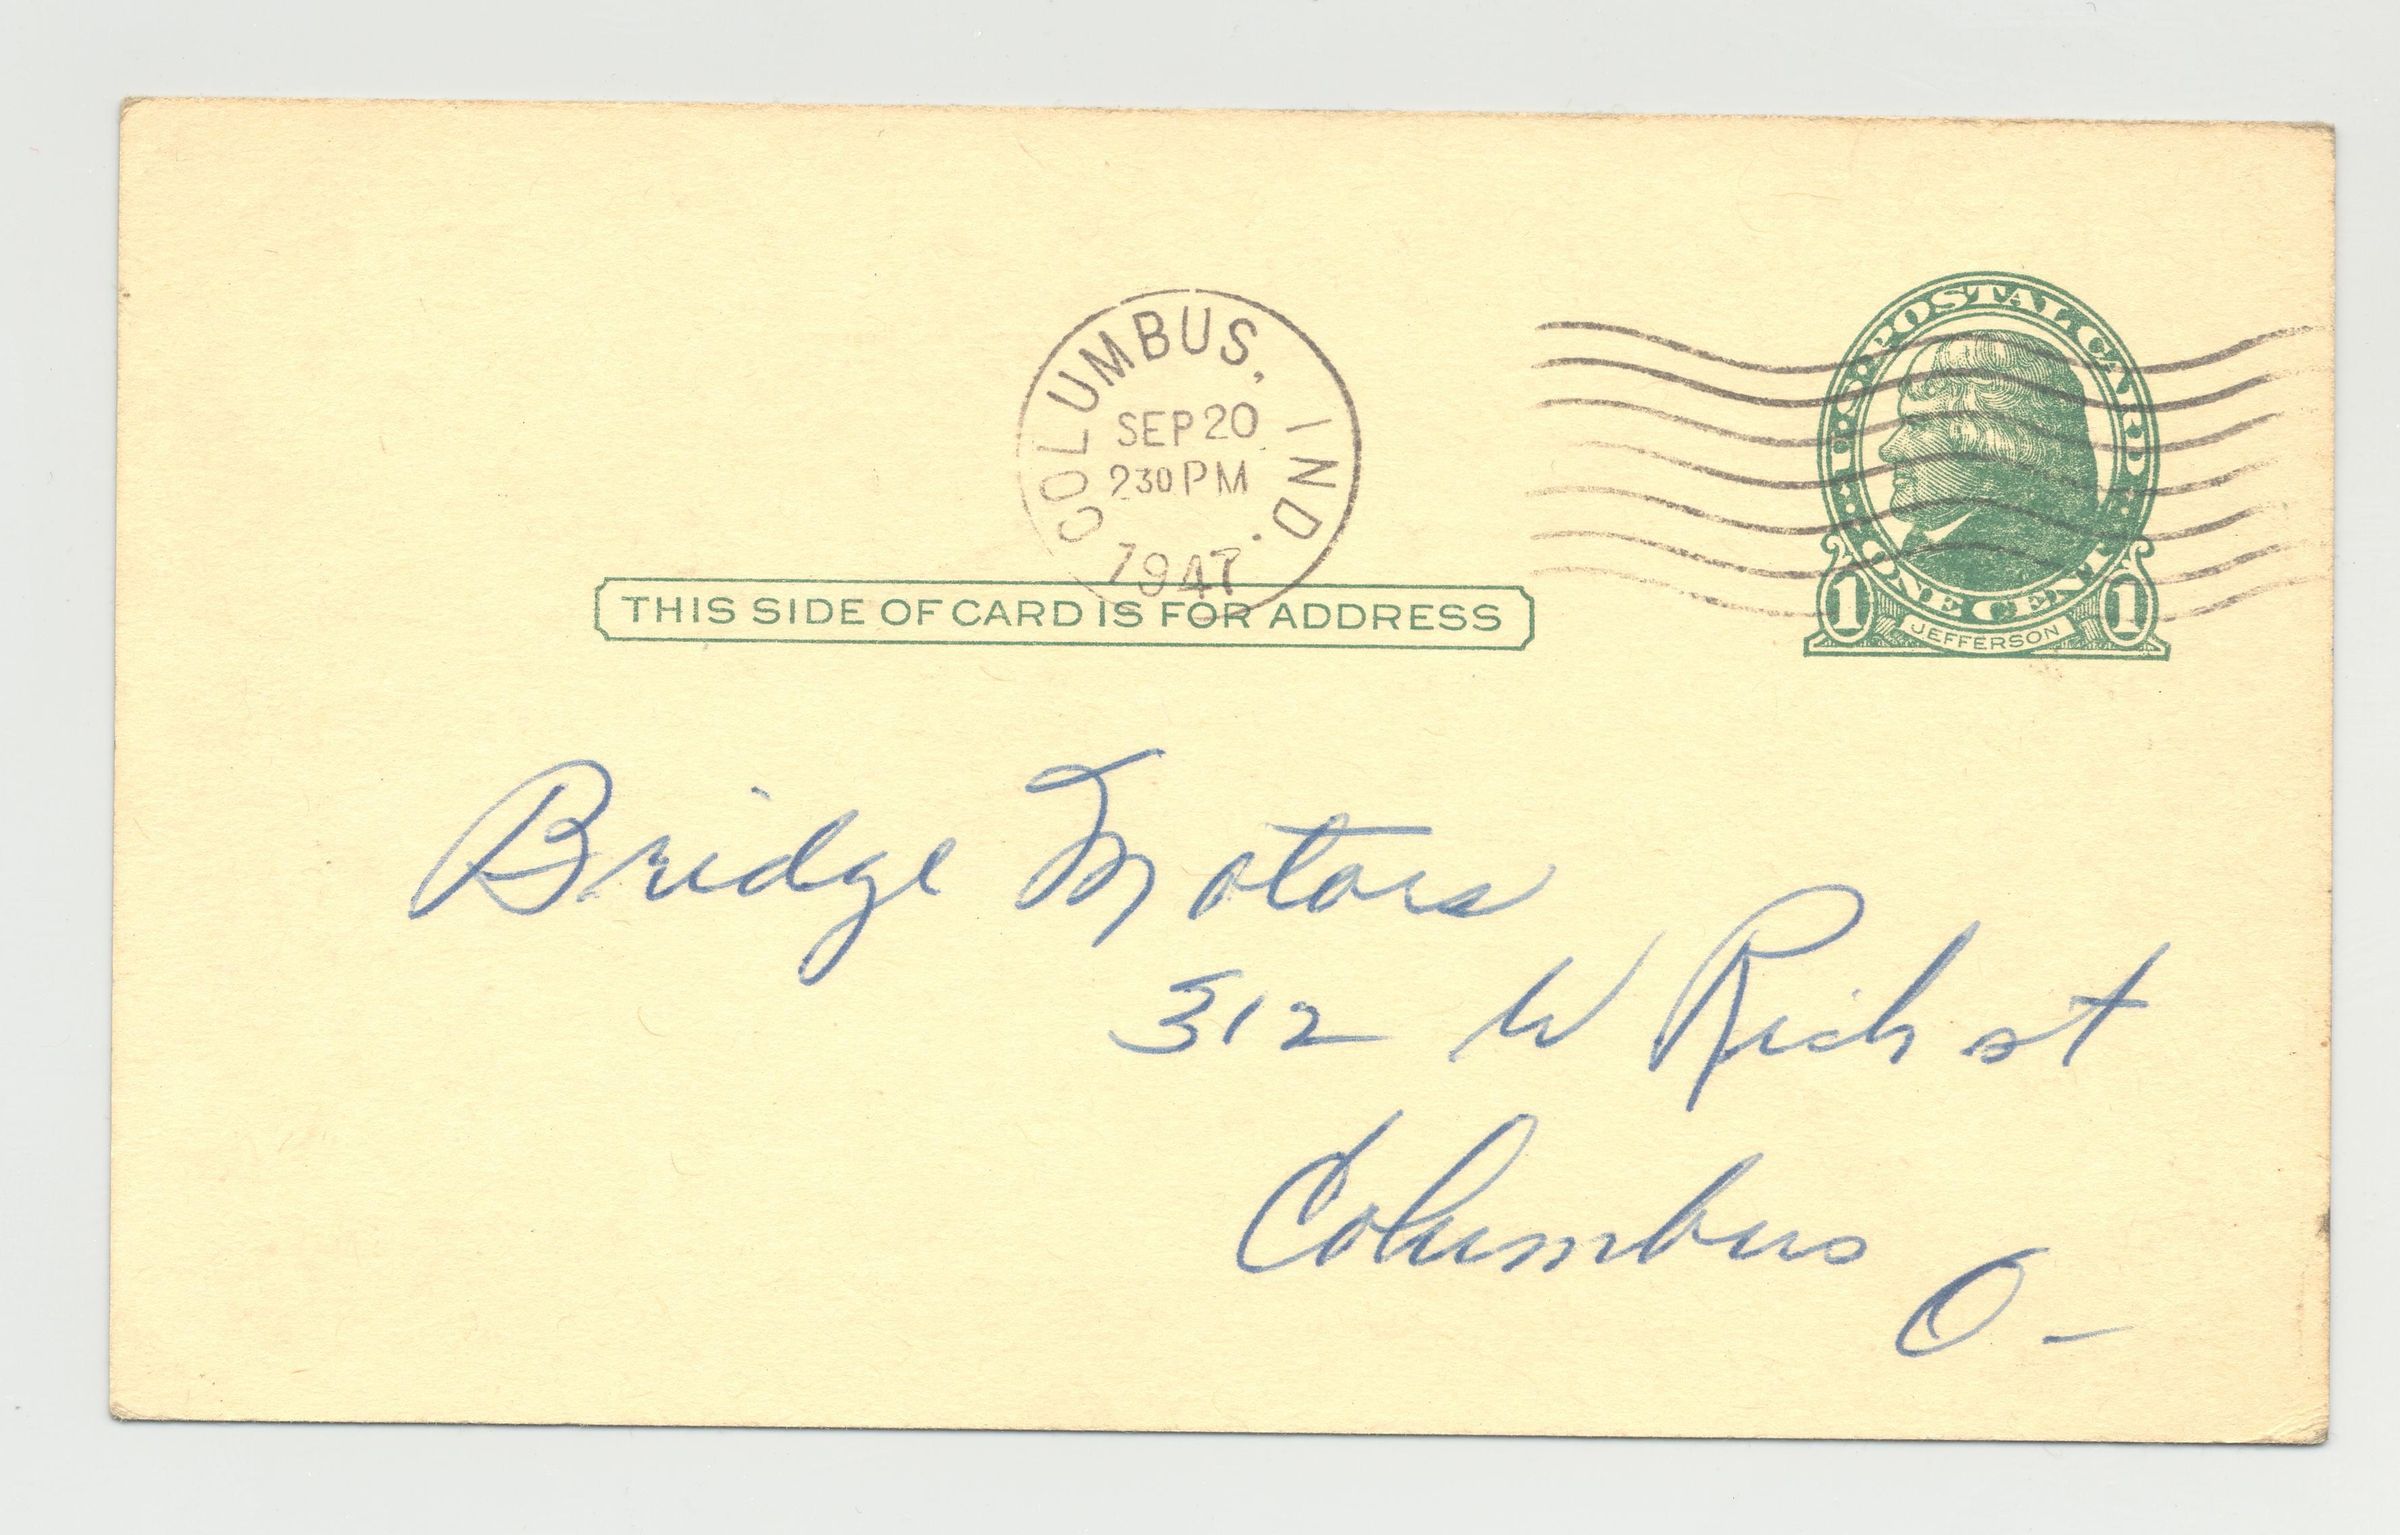 COLUMBUS, IND.
SEP 20
230 PM
1947
U·S·POSTAL CARD
ONE CENT
1 JEFFERSON 1
THIS SIDE OF CARD IS FOR ADDRESS
Bridge Motors
312 W Rich st
Columbus O-